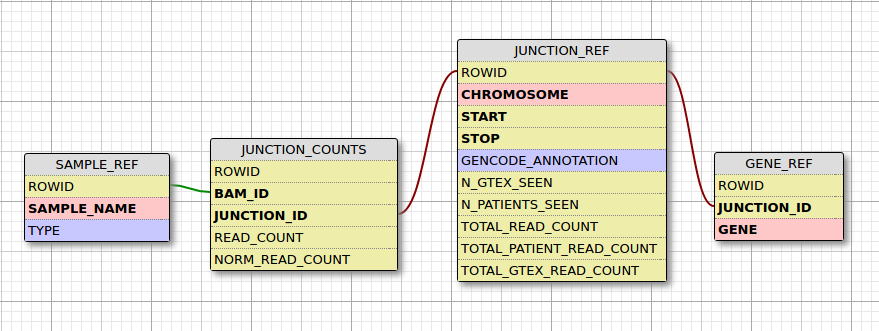 SAMPLE_REF
ROWID
SAMPLE_NAME
TYPE
JUNCTION_COUNTS
ROWID
BAM_ID
JUNCTION_ID
READ_COUNT
NORM_READ_COUNT
JUNCTION_REF
ROWID
CHROMOSOME
START
STOP
GENCODE_ANNOTATION
N_GTEX_SEEN
N_PATIENTS_SEEN
TOTAL_READ_COUNT
TOTAL_PATIENT_READ_COUNT
TOTAL_GTEX_READ_COUNT
GENE_REF
ROWID
JUNCTION_ID
GENE